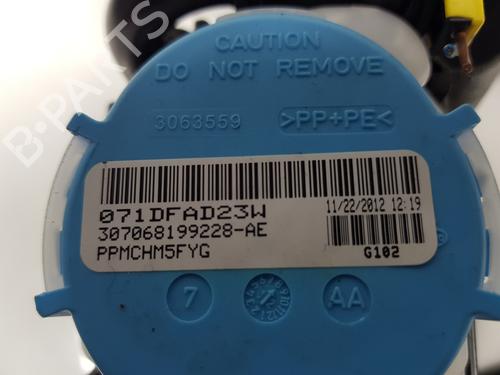 CAUTION
DO NOT REMOVE
3063559 >PP+PE<
071DFAD23W
307068199228-AE
PPMCHM5FYG
11/22/2012 12:19
G102
7
AA
B-PARTS